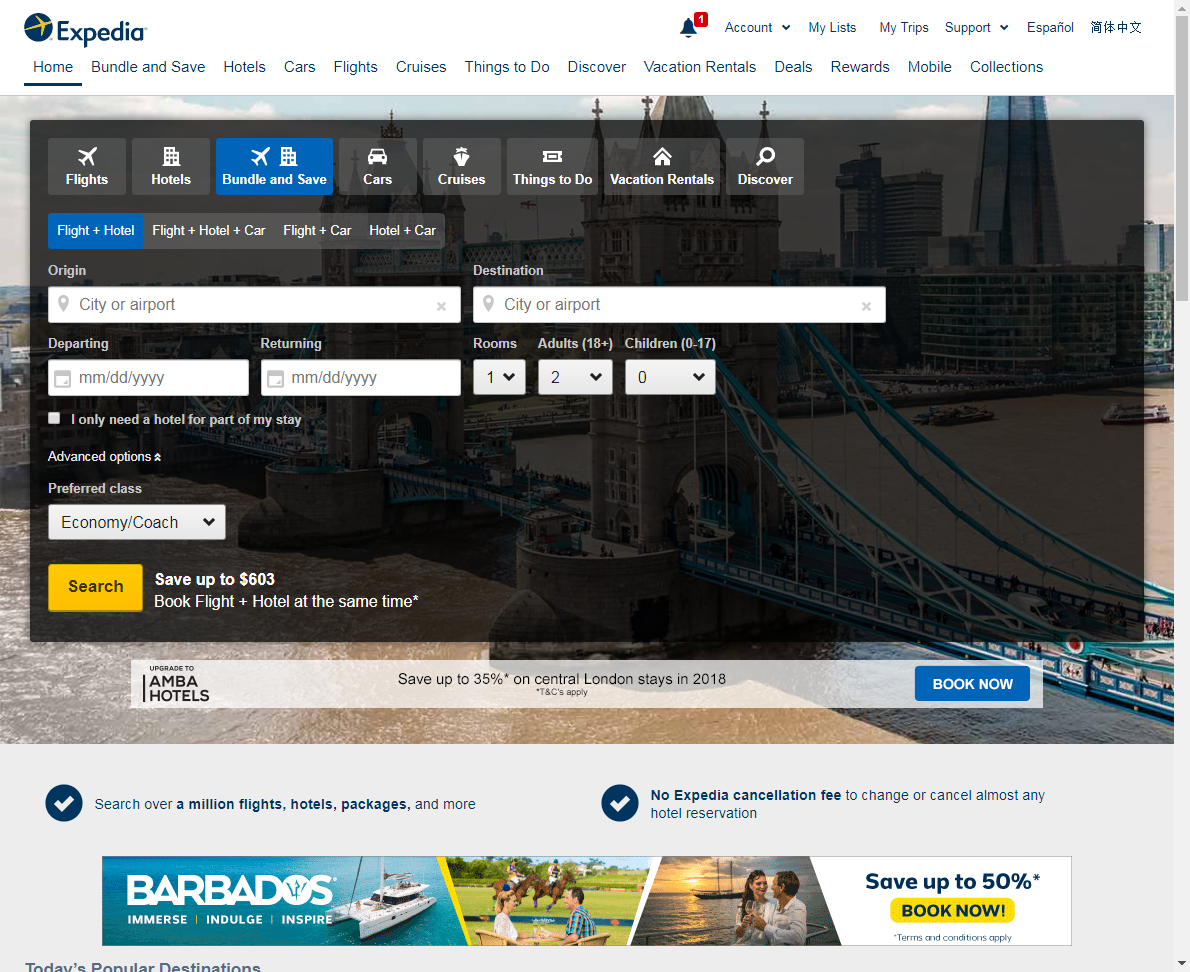 Expedia
1
Account
My Lists
My Trips
Support
Español
简体中文
Home
Bundle and Save
Hotels
Cars
Flights
Cruises
Things to Do
Discover
Vacation Rentals
Deals
Rewards
Mobile
Collections
Flights
Hotels
Bundle and Save
Cars
Cruises
Things to Do
Vacation Rentals
Discover
Flight + Hotel
Flight + Hotel + Car
Flight + Car
Hotel + Car
Origin
Destination
City or airport
City or airport
Departing
Returning
Rooms
Adults (18+)
Children (0-17)
mm/dd/yyyy
mm/dd/yyyy
1
2
0
I only need a hotel for part of my stay
Advanced options
Preferred class
Economy/Coach
Search
Save up to $603
Book Flight + Hotel at the same time*
UPGRADE TO
AMBA
HOTELS
Save up to 35%* on central London stays in 2018
*T&C's apply
BOOK NOW
Search over a million flights, hotels, packages, and more
No Expedia cancellation fee to change or cancel almost any
hotel reservation
BARBADOS
IMMERSE | INDULGE | INSPIRE
Save up to 50%*
BOOK NOW!
*Terms and conditions apply
Today's Popular Destinations